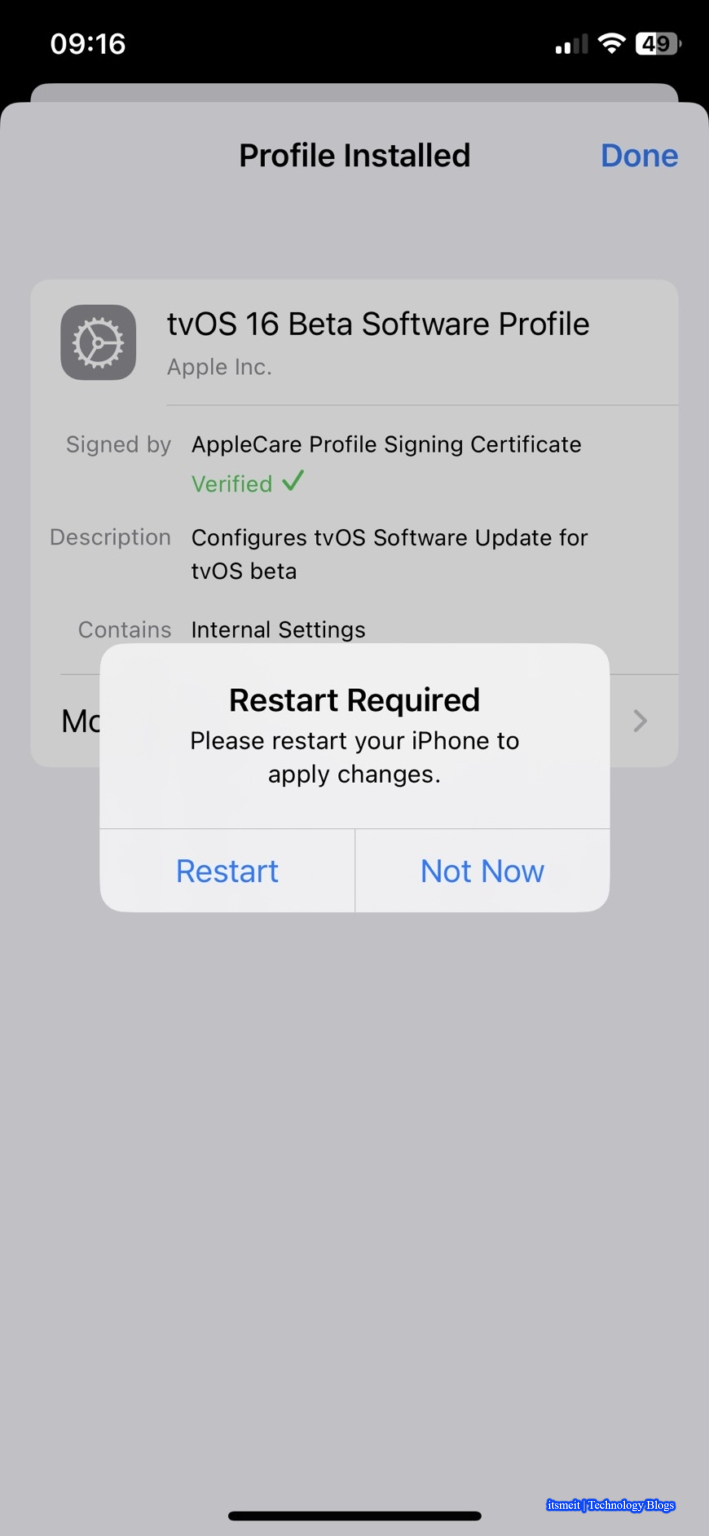 09:16
49
Profile Installed
Done
tvOS 16 Beta Software Profile
Apple Inc.
Signed by
AppleCare Profile Signing Certificate
Verified
Description
Configures tvOS Software Update for
tvOS beta
Contains
Internal Settings
Mo
Restart Required
Please restart your iPhone to
apply changes.
Restart
Not Now
itsmeit | Technology Blogs